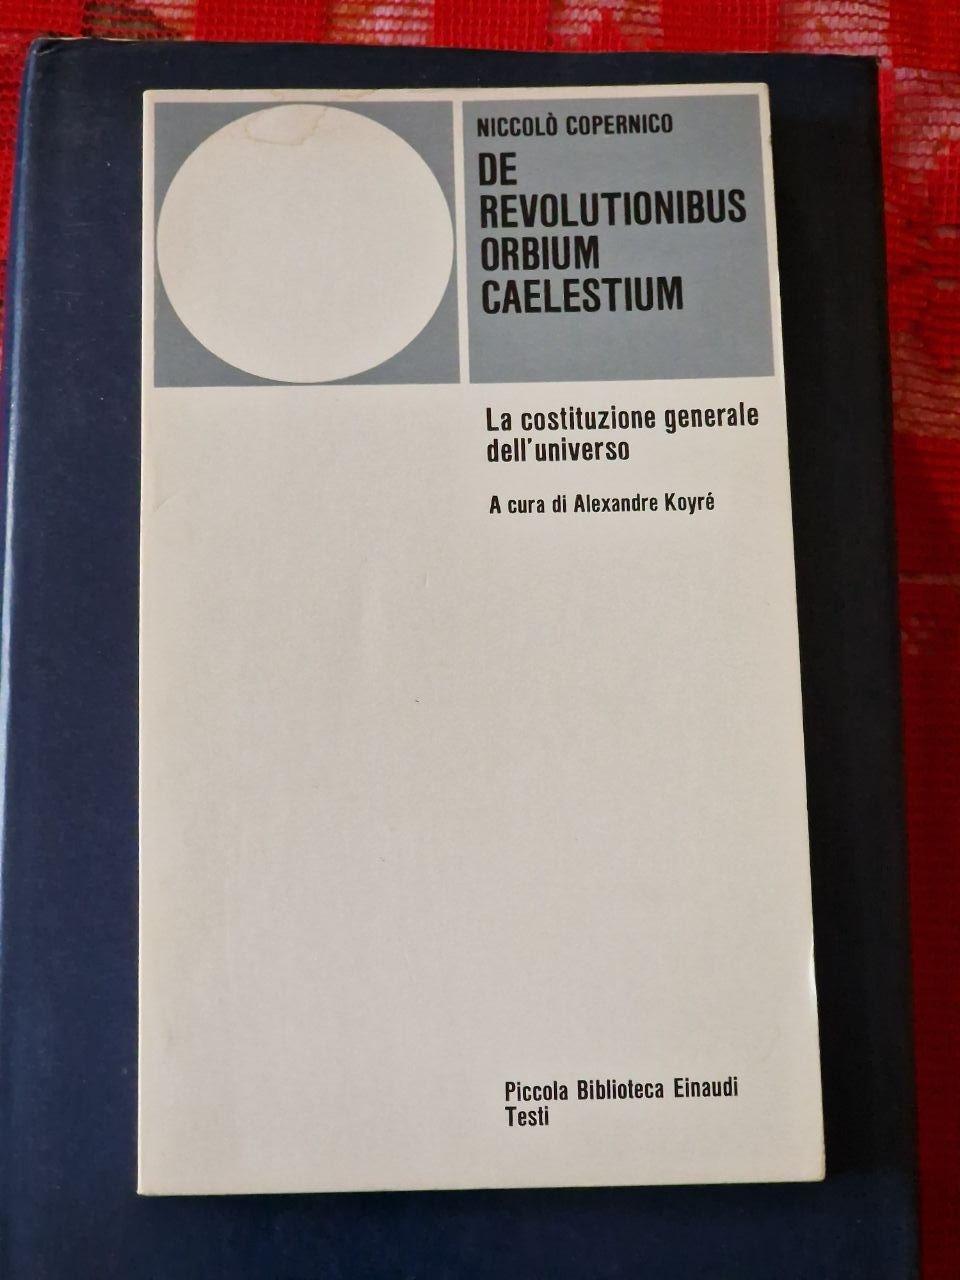 NICCOLÒ COPERNICO
DE
REVOLUTIONIBUS
ORBIUM
CAELESTIUM
La costituzione generale
dell'universo
A cura di Alexandre Koyré
Piccola Biblioteca Einaudi
Testi